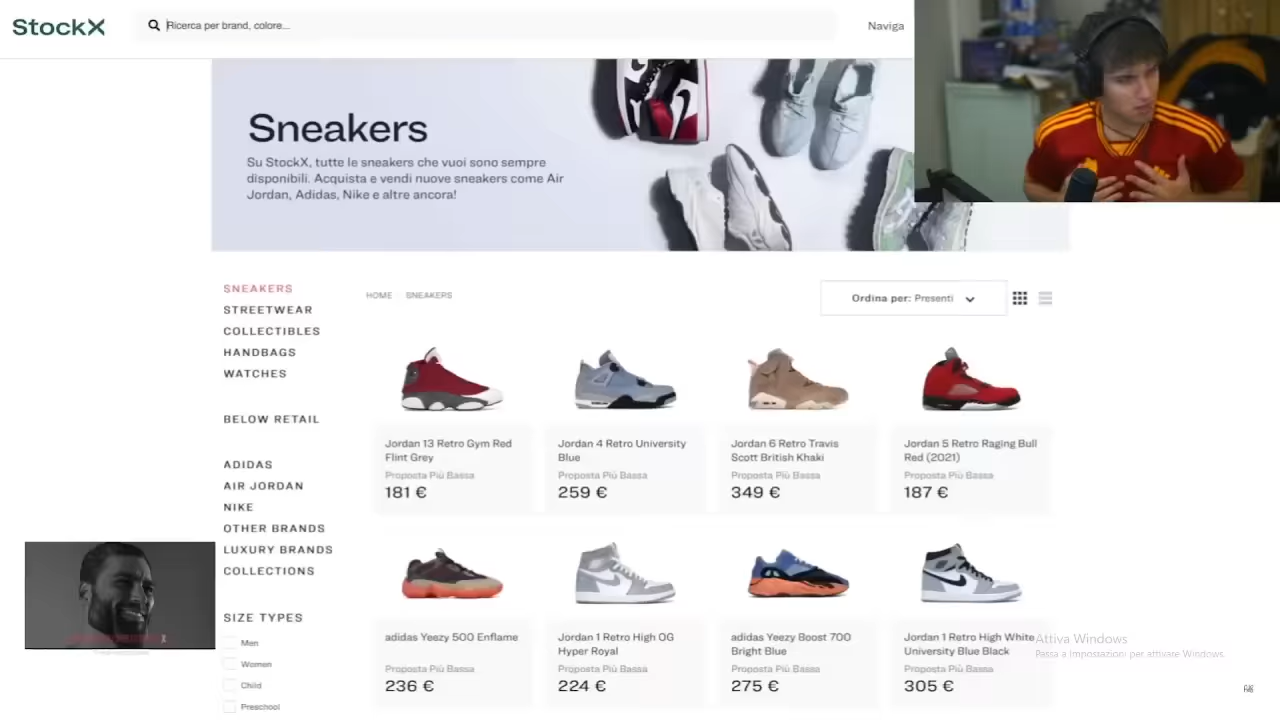 StockX
Ricerca per brand, colore...
Naviga
Sneakers
Su StockX, tutte le sneakers che vuoi sono sempre
disponibili. Acquista e vendi nuove sneakers come Air
Jordan, Adidas, Nike e altre ancora!
SNEAKERS
STREETWEAR
COLLECTIBLES
HANDBAGS
WATCHES
BELOW RETAIL
ADIDAS
AIR JORDAN
NIKE
OTHER BRANDS
LUXURY BRANDS
COLLECTIONS
SIZE TYPES
Men
Women
Child
Preschool
HOME
SNEAKERS
Ordina per: Presenti
Jordan 13 Retro Gym Red
Flint Grey
Proposta Più Bassa
181 €
Jordan 4 Retro University
Blue
Proposta Più Bassa
259 €
Jordan 6 Retro Travis
Scott British Khaki
Proposta Più Bassa
349 €
Jordan 5 Retro Raging Bull
Red (2021)
Proposta Più Bassa
187 €
adidas Yeezy 500 Enflame
Proposta Più Bassa
236 €
Jordan 1 Retro High OG
Hyper Royal
Proposta Più Bassa
224 €
adidas Yeezy Boost 700
Bright Blue
Proposta Più Bassa
275 €
Jordan 1 Retro High White
University Blue Black
Proposta Più Bassa
305 €
Attiva Windows
Passa a Impostazioni per attivare Windows.